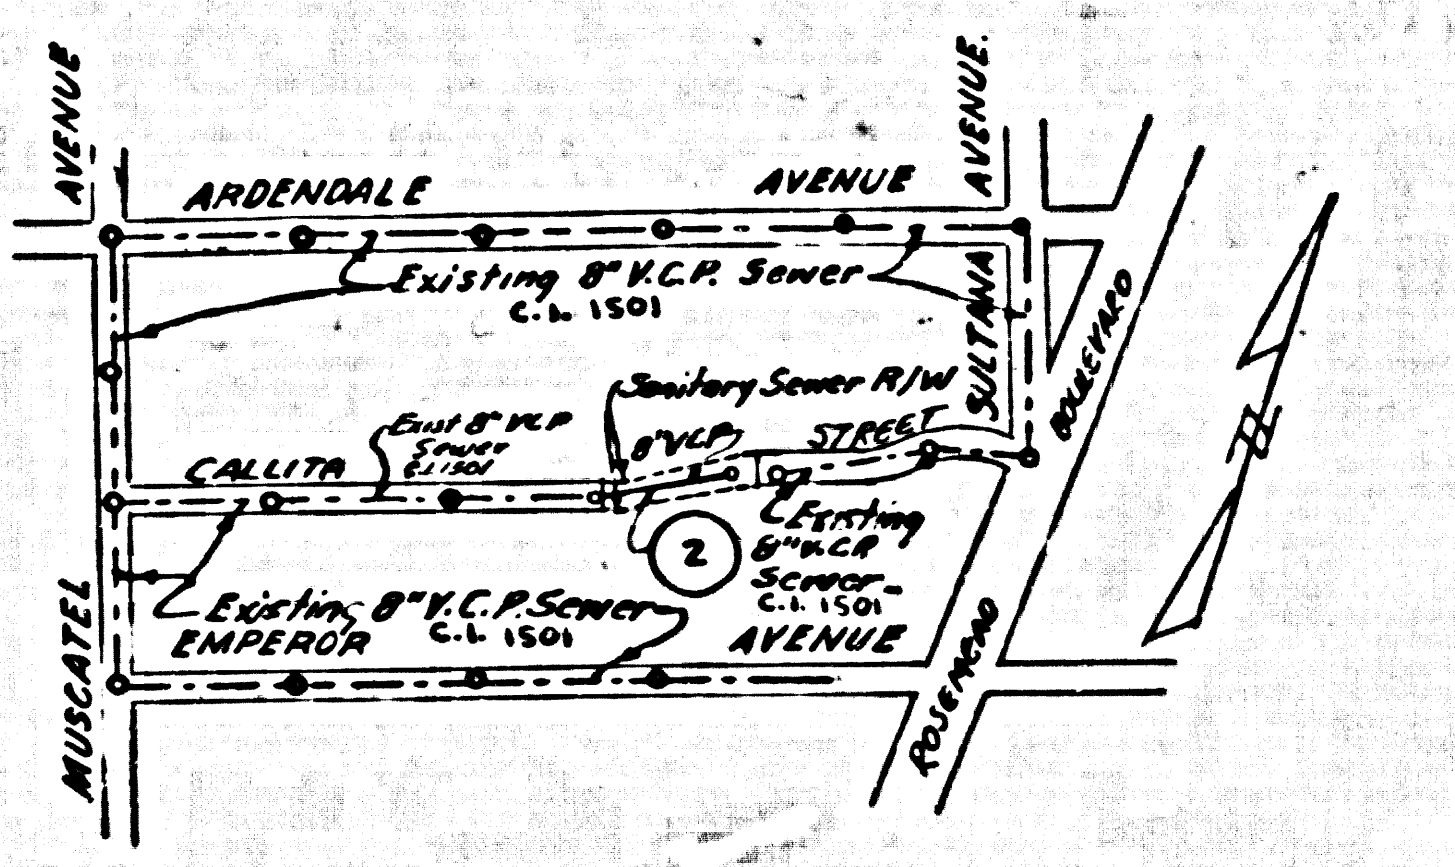 AVENUE
AVENUE.
ARDENDALE AVENUE
Existing 8" V.C.P. Sewer
C.I. 1501
SULTANA
BOULEVARD
Sanitary Sewer R/W
Exist 8" VCP
Sewer
C.I. 1501
8" VCP
STREET
CALLITA
N
Existing
8" V.C.P.
Sewer
C.I. 1501
2
Existing 8" V.C.P. Sewer
C.I. 1501
EMPEROR AVENUE
MUSCATEL
ROSEMEAD